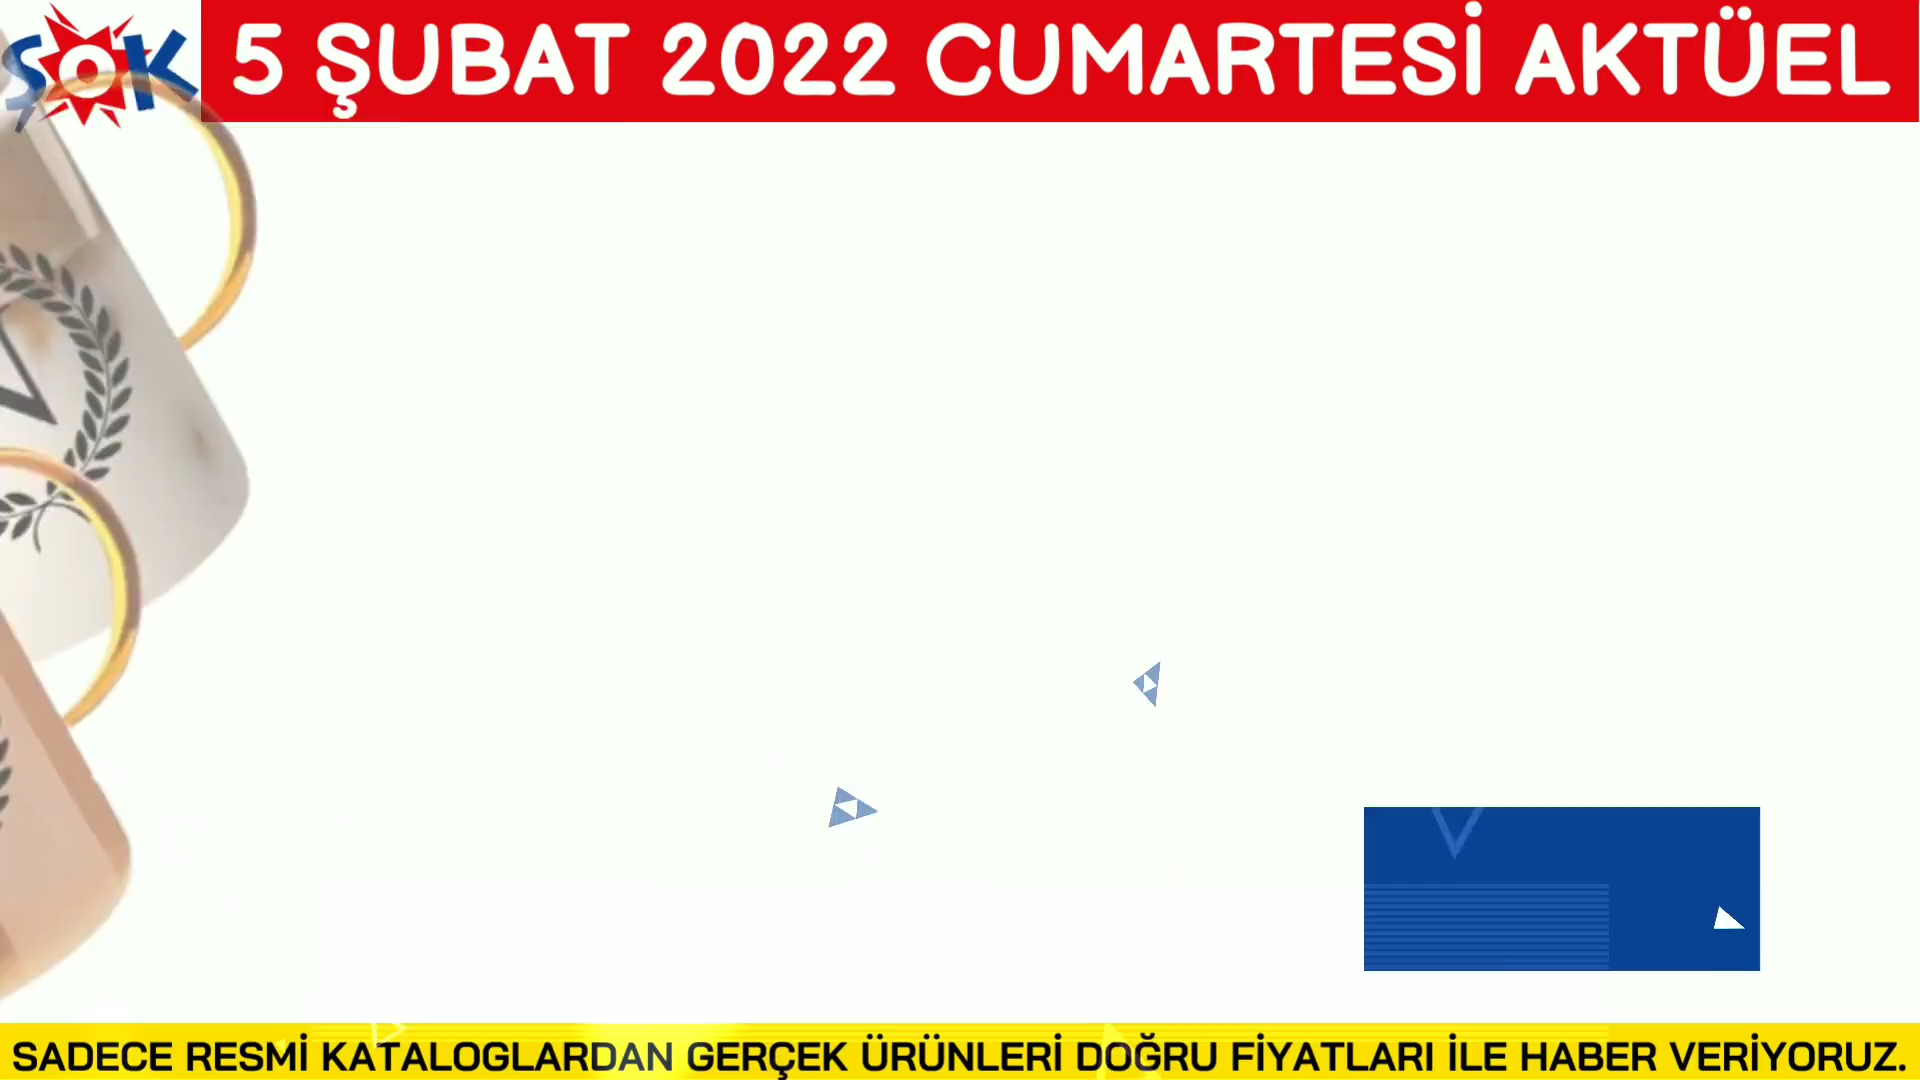 ŞOK
5 ŞUBAT 2022 CUMARTESİ AKTÜEL
SADECE RESMİ KATALOGLARDAN GERÇEK ÜRÜNLERİ DOĞRU FİYATLARI İLE HABER VERİYORUZ.